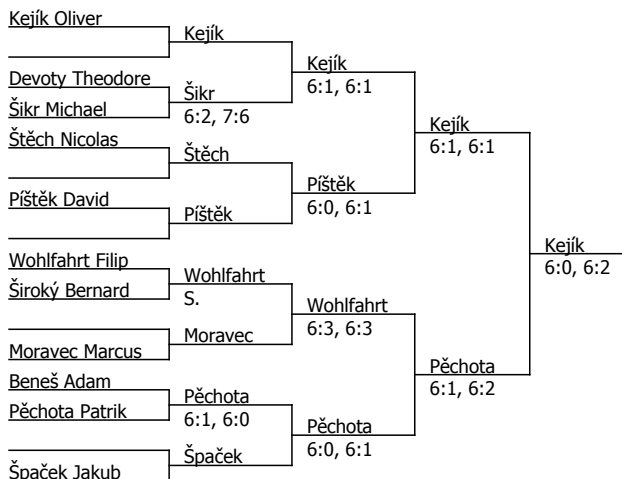 Kejík Oliver
Devoty Theodore
Šikr Michael
Štěch Nicolas
Píštěk David
Wohlfahrt Filip
Široký Bernard
Moravec Marcus
Beneš Adam
Pěchota Patrik
Špaček Jakub
Kejík
Šikr
6:2, 7:6
Štěch
Píštěk
Wohlfahrt
S.
Moravec
Pěchota
6:1, 6:0
Špaček
Kejík
6:1, 6:1
Píštěk
6:0, 6:1
Wohlfahrt
6:3, 6:3
Pěchota
6:0, 6:1
Kejík
6:1, 6:1
Pěchota
6:1, 6:2
Kejík
6:0, 6:2